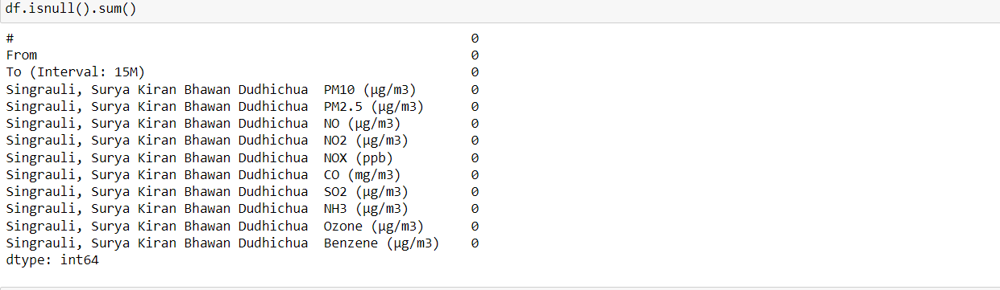 df.isnull().sum()
# 0
From 0
To (Interval: 15M) 0
Singrauli, Surya Kiran Bhawan Dudhichua  PM10 (µg/m3) 0
Singrauli, Surya Kiran Bhawan Dudhichua  PM2.5 (µg/m3) 0
Singrauli, Surya Kiran Bhawan Dudhichua  NO (µg/m3) 0
Singrauli, Surya Kiran Bhawan Dudhichua  NO2 (µg/m3) 0
Singrauli, Surya Kiran Bhawan Dudhichua  NOX (ppb) 0
Singrauli, Surya Kiran Bhawan Dudhichua  CO (mg/m3) 0
Singrauli, Surya Kiran Bhawan Dudhichua  SO2 (µg/m3) 0
Singrauli, Surya Kiran Bhawan Dudhichua  NH3 (µg/m3) 0
Singrauli, Surya Kiran Bhawan Dudhichua  Ozone (µg/m3) 0
Singrauli, Surya Kiran Bhawan Dudhichua  Benzene (µg/m3) 0
dtype: int64